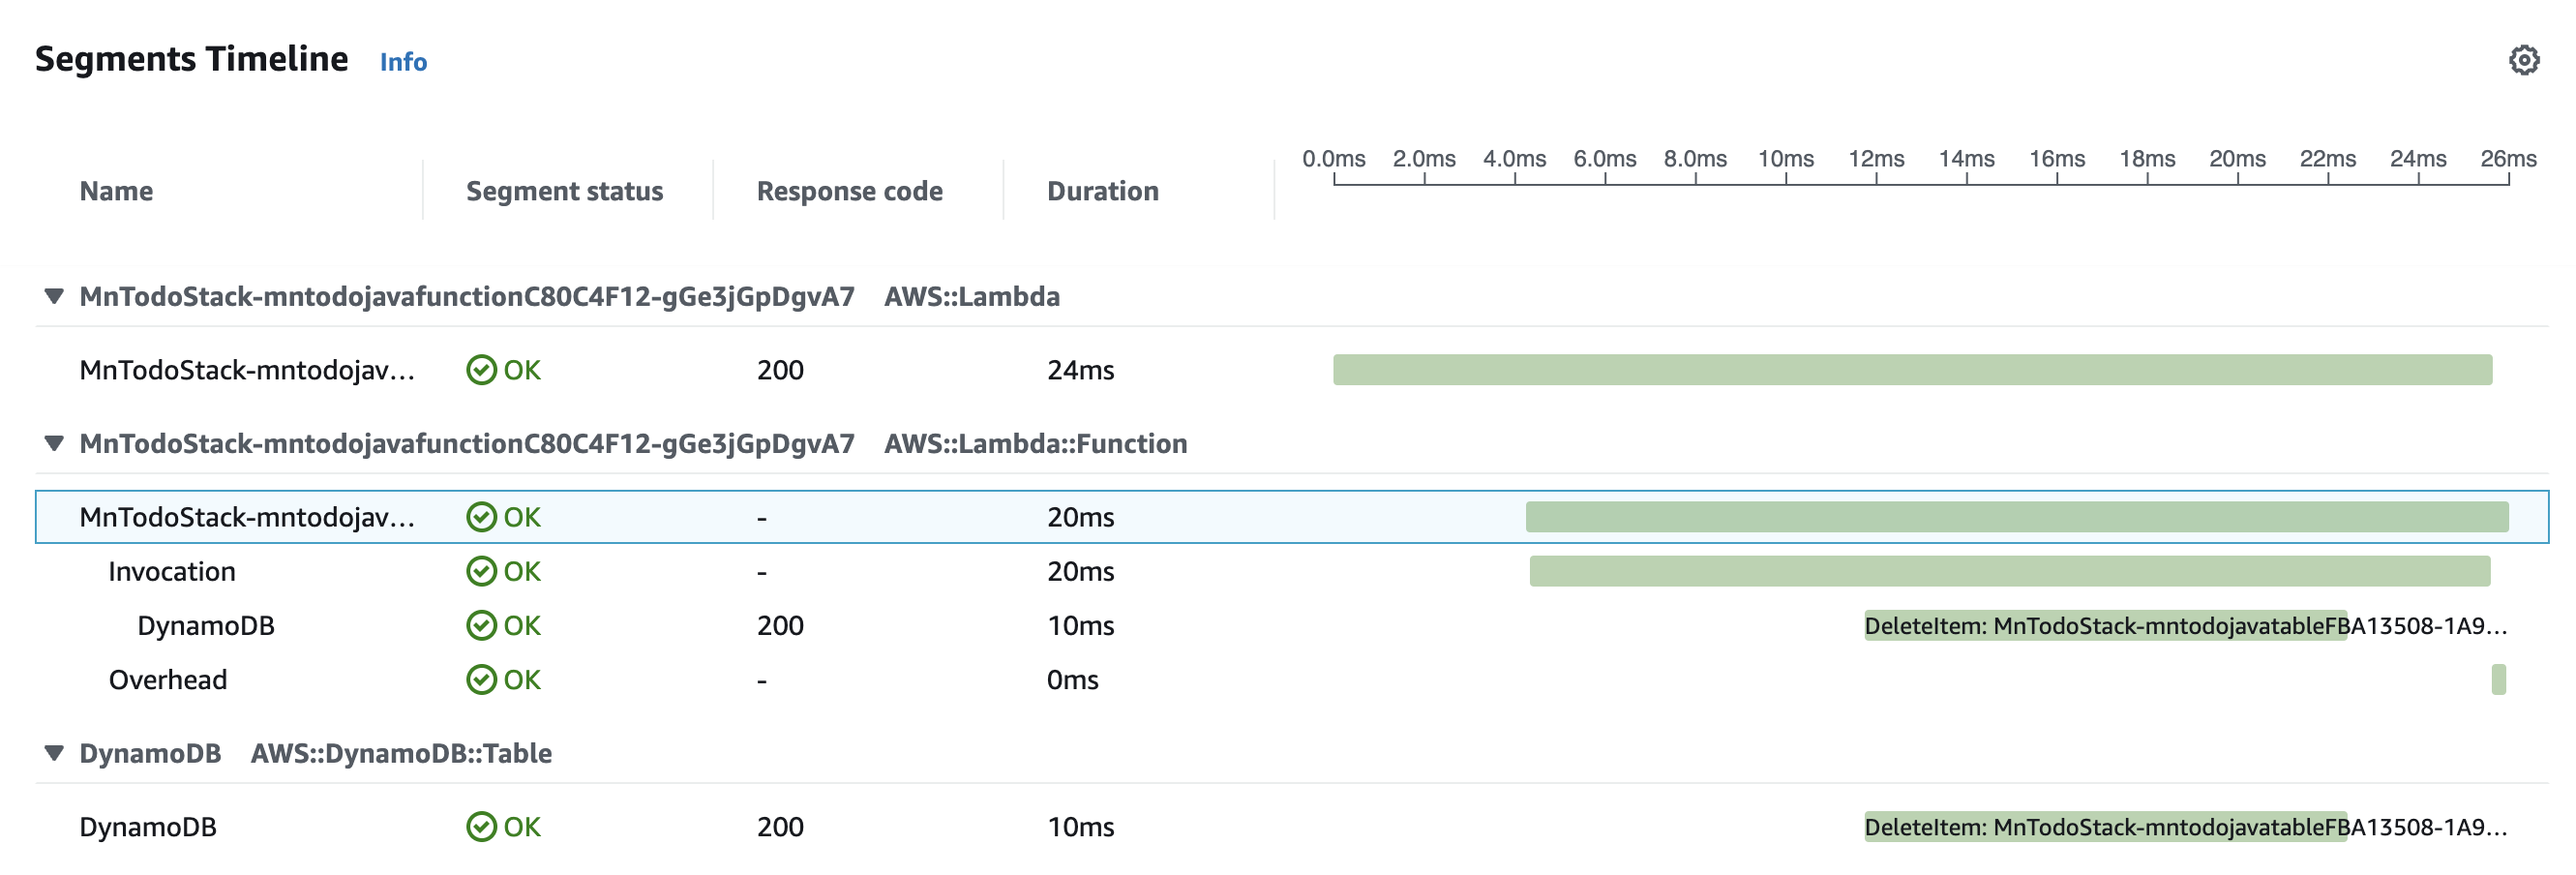 Segments Timeline Info
0.0ms 2.0ms 4.0ms 6.0ms 8.0ms 10ms 12ms 14ms 16ms 18ms 20ms 22ms 24ms 26ms
Name Segment status Response code Duration
MnTodoStack-mntodojavafunctionC80C4F12-gGe3jGpDgvA7 AWS::Lambda
MnTodoStack-mntodojav... OK 200 24ms
MnTodoStack-mntodojavafunctionC80C4F12-gGe3jGpDgvA7 AWS::Lambda::Function
MnTodoStack-mntodojav... OK - 20ms
Invocation OK - 20ms
DynamoDB OK 200 10ms DeleteItem: MnTodoStack-mntodojavatableFBA13508-1A9...
Overhead OK - 0ms
DynamoDB AWS::DynamoDB::Table
DynamoDB OK 200 10ms DeleteItem: MnTodoStack-mntodojavatableFBA13508-1A9...